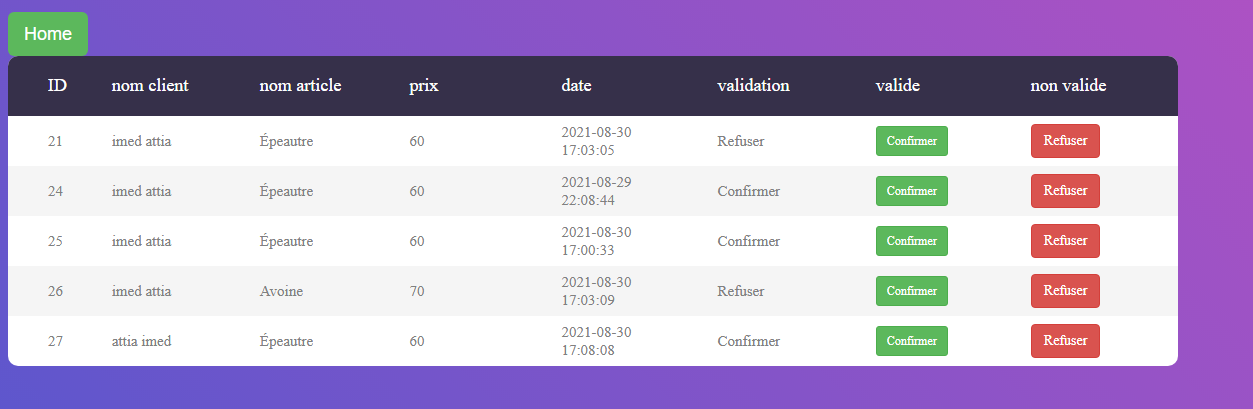 Home
ID nom client nom article prix date validation valide non valide
21 imed attia Épeautre 60 2021-08-30 17:03:05 Refuser Confirmer Refuser
24 imed attia Épeautre 60 2021-08-29 22:08:44 Confirmer Confirmer Refuser
25 imed attia Épeautre 60 2021-08-30 17:00:33 Confirmer Confirmer Refuser
26 imed attia Avoine 70 2021-08-30 17:03:09 Refuser Confirmer Refuser
27 attia imed Épeautre 60 2021-08-30 17:08:08 Confirmer Confirmer Refuser